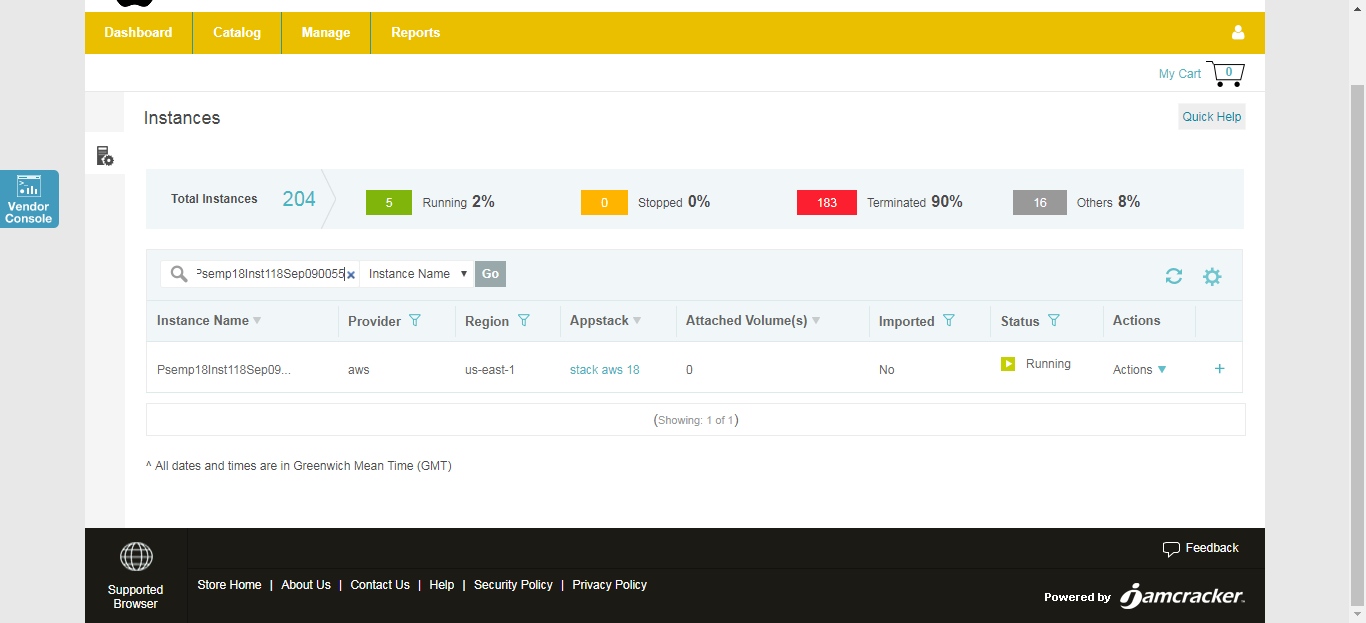 Dashboard Catalog Manage Reports
My Cart 0
Instances Quick Help
Vendor
Console
Total Instances 204 5 Running 2% 0 Stopped 0% 183 Terminated 90% 16 Others 8%
Psemp18Inst118Sep090055 Instance Name Go
Instance Name Provider Region Appstack Attached Volume(s) Imported Status Actions
Psemp18Inst118Sep09... aws us-east-1 stack aws 18 0 No Running Actions +
(Showing: 1 of 1)
^ All dates and times are in Greenwich Mean Time (GMT)
Supported
Browser
Feedback
Store Home | About Us | Contact Us | Help | Security Policy | Privacy Policy
Powered by jamcracker